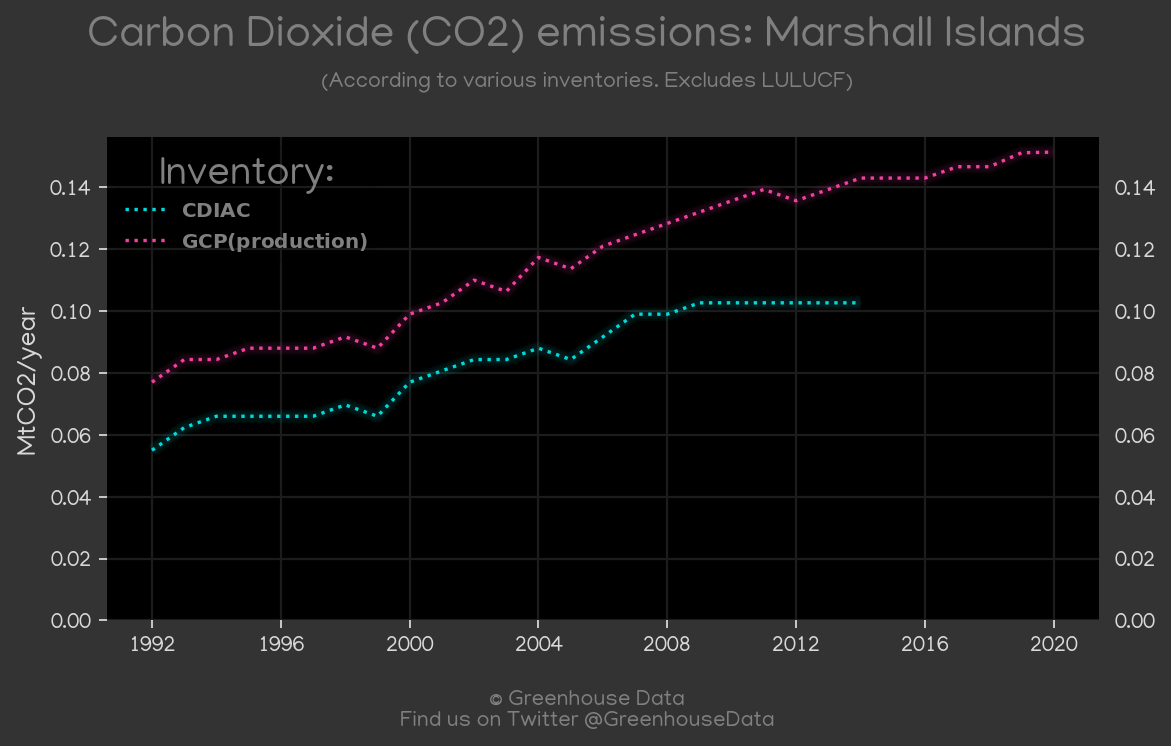 Carbon Dioxide (CO2) emissions: Marshall Islands
(According to various inventories. Excludes LULUCF)
Inventory:
CDIAC
GCP(production)
MtCO2/year
0.14
0.12
0.10
0.08
0.06
0.04
0.02
0.00
0.14
0.12
0.10
0.08
0.06
0.04
0.02
0.00
1992 1996 2000 2004 2008 2012 2016 2020
© Greenhouse Data
Find us on Twitter @GreenhouseData